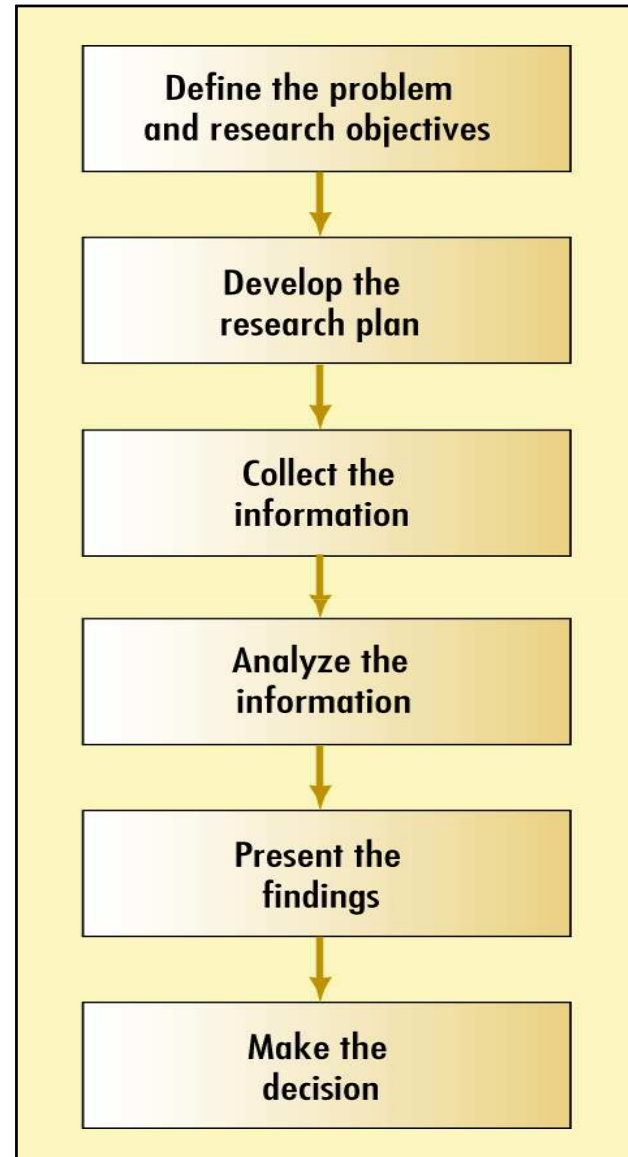 Define the problem
and research objectives
Develop the
research plan
Collect the
information
Analyze the
information
Present the
findings
Make the
decision